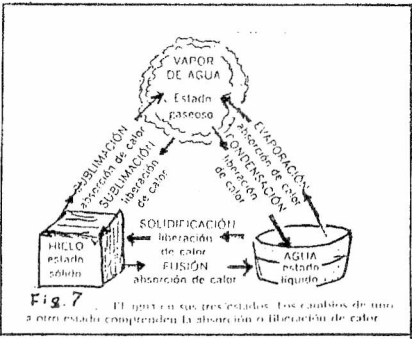 VAPOR
DE AGUA
Estado
gaseoso
SUBLIMACIÓN
absorción de calor
SUBLIMACIÓN
liberación
de calor
CONDENSACIÓN
liberación
de calor
EVAPORACIÓN
absorción de calor
SOLIDIFICACIÓN
liberación
de calor
FUSIÓN
absorción de calor
HIELO
estado
sólido
AGUA
estado
líquido
Fig. 7
El agua en sus tres estados. Los cambios de uno
a otro estado comprenden la absorción o liberación de calor